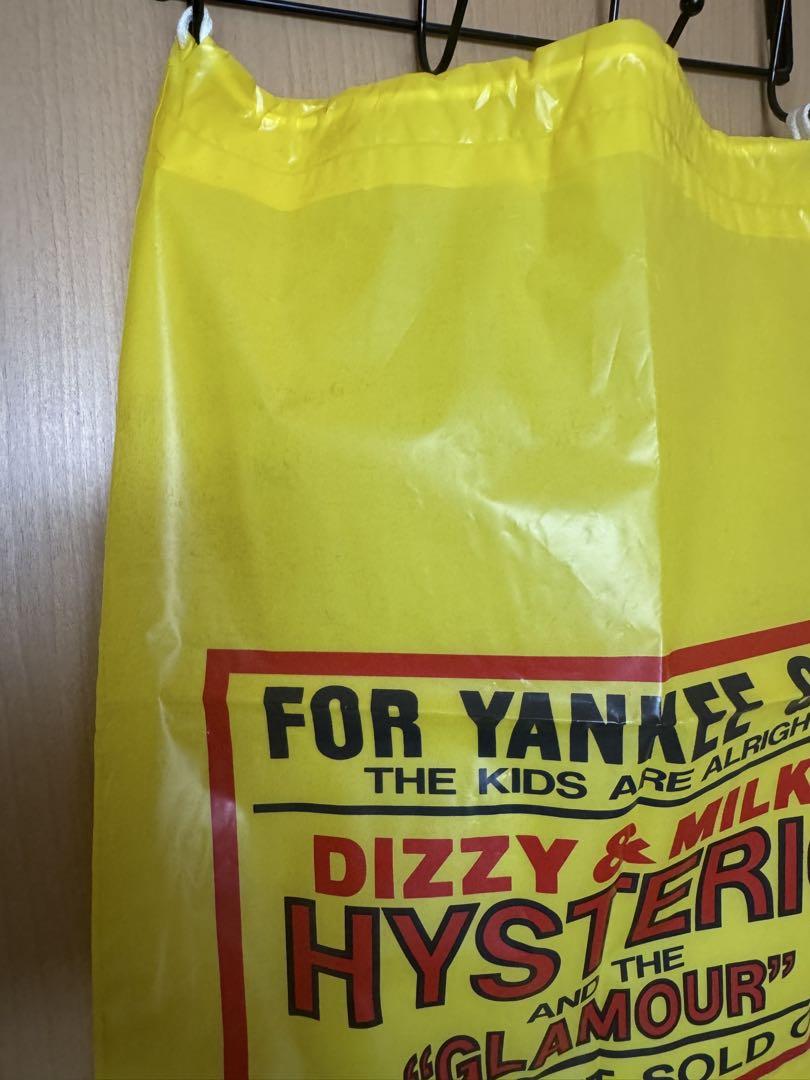 FOR YANKEE &
THE KIDS ARE ALRIGH
DIZZY & MILK
HYSTERIC
AND THE
“GLAMOUR”
SOLD